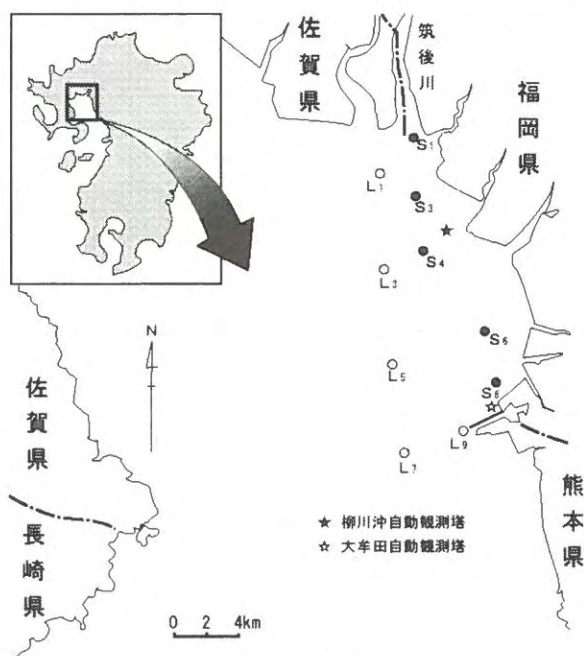 佐賀県
筑後川
福岡県
S1
L1
S3
S4
L3
S6
L5
S8
L9
L7
N
佐賀県
長崎県
熊本県
★ 柳川沖自動観測塔
☆ 大牟田自動観測塔
0 2 4km